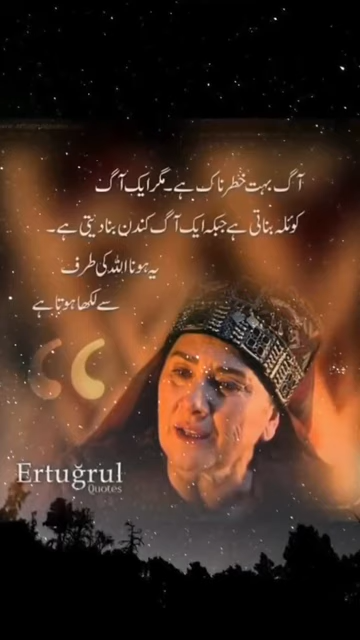 آگ بہت خطرناک ہے۔ مگر ایک آگ
کوئلہ بناتی ہے جبکہ ایک آگ کندن بنا دیتی ہے۔
یہ ہونا اللہ کی طرف
سے لکھا ہوتا ہے
Ertuğrul
Quotes